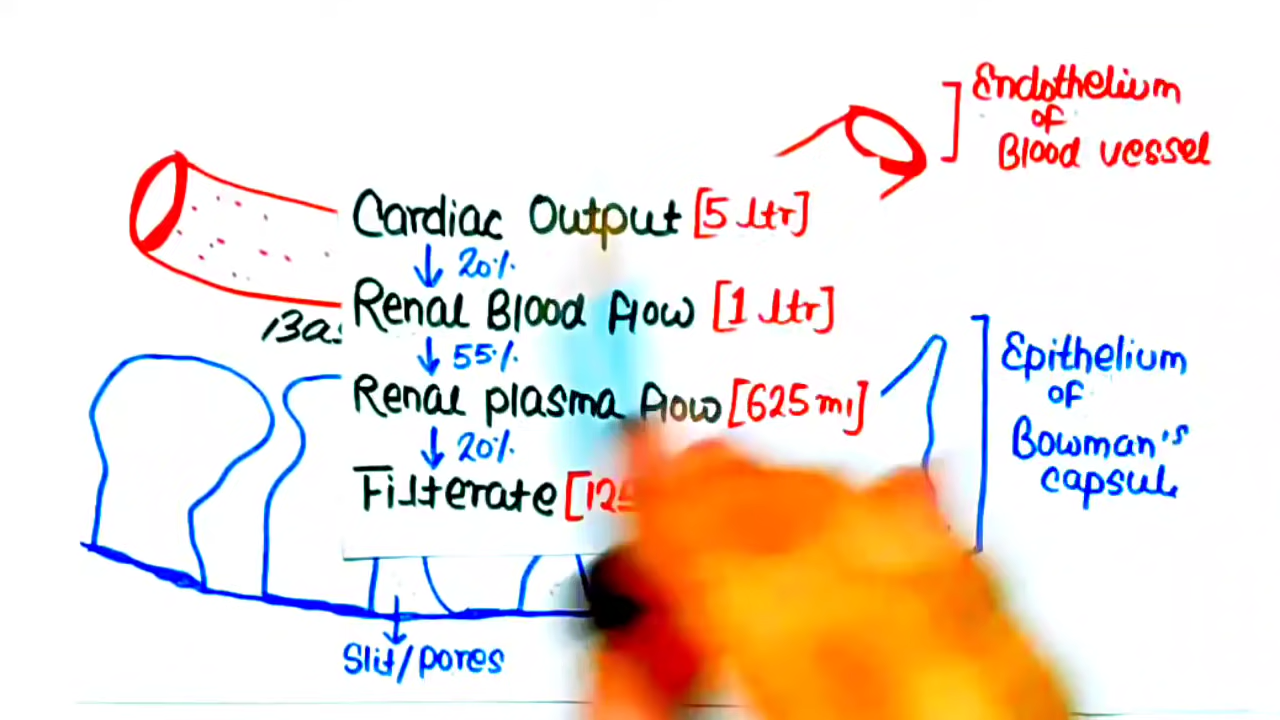 Endothelium
of
Blood vessel
Cardiac Output [5 ltr]
20%
Renal Blood flow [1 ltr]
55%
Renal plasma flow [625 ml]
20%
Filterate
Epithelium
of
Bowman's
capsule
Slit/pores